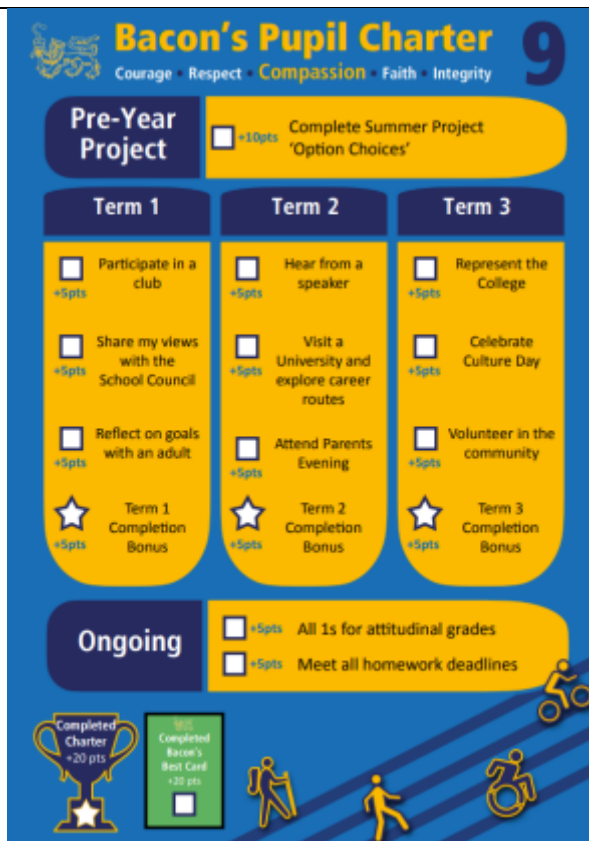 Bacon's Pupil Charter
9
Courage • Respect • Compassion • Faith • Integrity
Pre-Year
Project
+10pts
Complete Summer Project
'Option Choices'
Term 1
Participate in a
club
+5pts
Share my views
with the
School Council
+5pts
Reflect on goals
with an adult
+5pts
Term 1
Completion
Bonus
+5pts
Term 2
Hear from a
speaker
+5pts
Visit a
University and
explore career
routes
+5pts
Attend Parents
Evening
+5pts
Term 2
Completion
Bonus
+5pts
Term 3
Represent the
College
+5pts
Celebrate
Culture Day
+5pts
Volunteer in the
community
+5pts
Term 3
Completion
Bonus
+5pts
Ongoing
+5pts All 1s for attitudinal grades
+5pts Meet all homework deadlines
Completed
Charter
+20 pts
Completed
Bacon's
Best Card
+20 pts